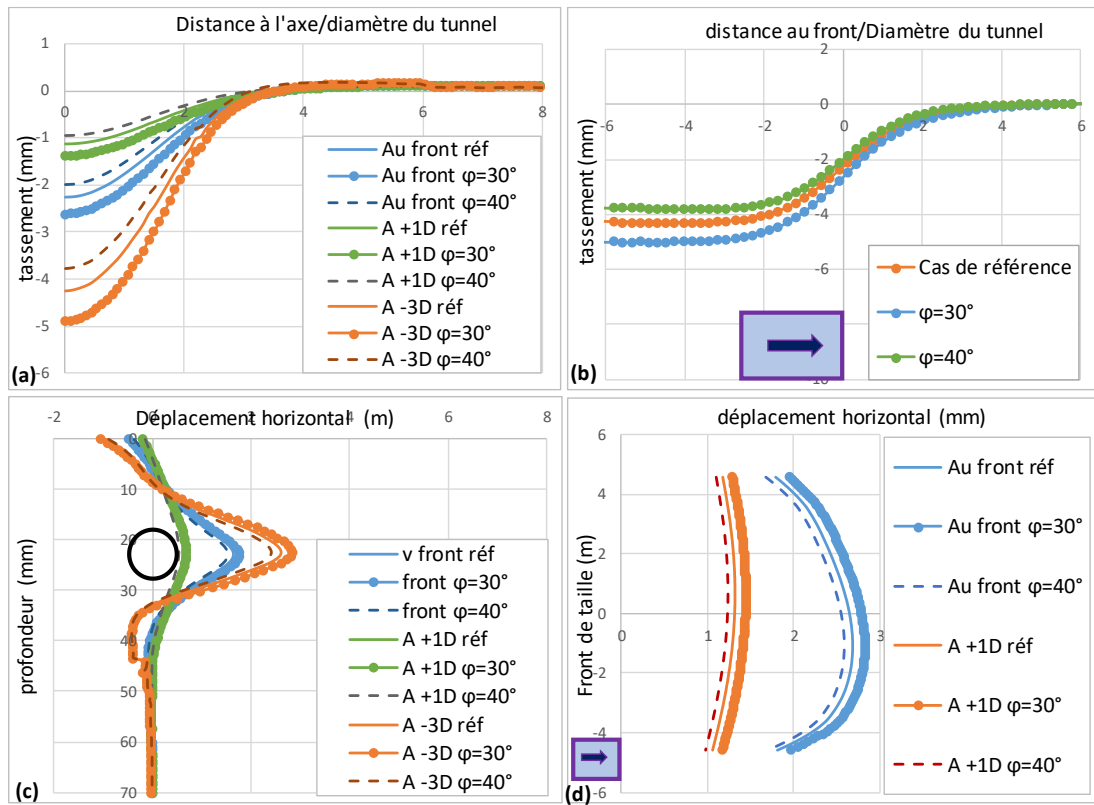 Distance à l'axe/diamètre du tunnel
1
0
-1
-2
-3
-4
-5
-6
0
2
4
6
8
tassement (mm)
Au front réf
Au front φ=30°
Au front φ=40°
A +1D réf
A +1D φ=30°
A +1D φ=40°
A -3D réf
A -3D φ=30°
A -3D φ=40°
(a)
distance au front/Diamètre du tunnel
2
0
-2
-4
-6
-6
-4
-2
0
2
4
6
tassement (mm)
Cas de référence
φ=30°
φ=40°
(b)
Déplacement horizontal (m)
-2
0
2
4
6
8
0
10
20
30
40
50
60
70
profondeur (mm)
v front réf
front φ=30°
front φ=40°
A +1D réf
A +1D φ=30°
A +1D φ=40°
A -3D réf
A -3D φ=30°
A -3D φ=40°
(c)
déplacement horizontal (mm)
6
4
2
0
-2
-4
-6
0
1
2
3
Front de taille (m)
Au front réf
Au front φ=30°
Au front φ=40°
A +1D réf
A +1D φ=30°
A +1D φ=40°
(d)